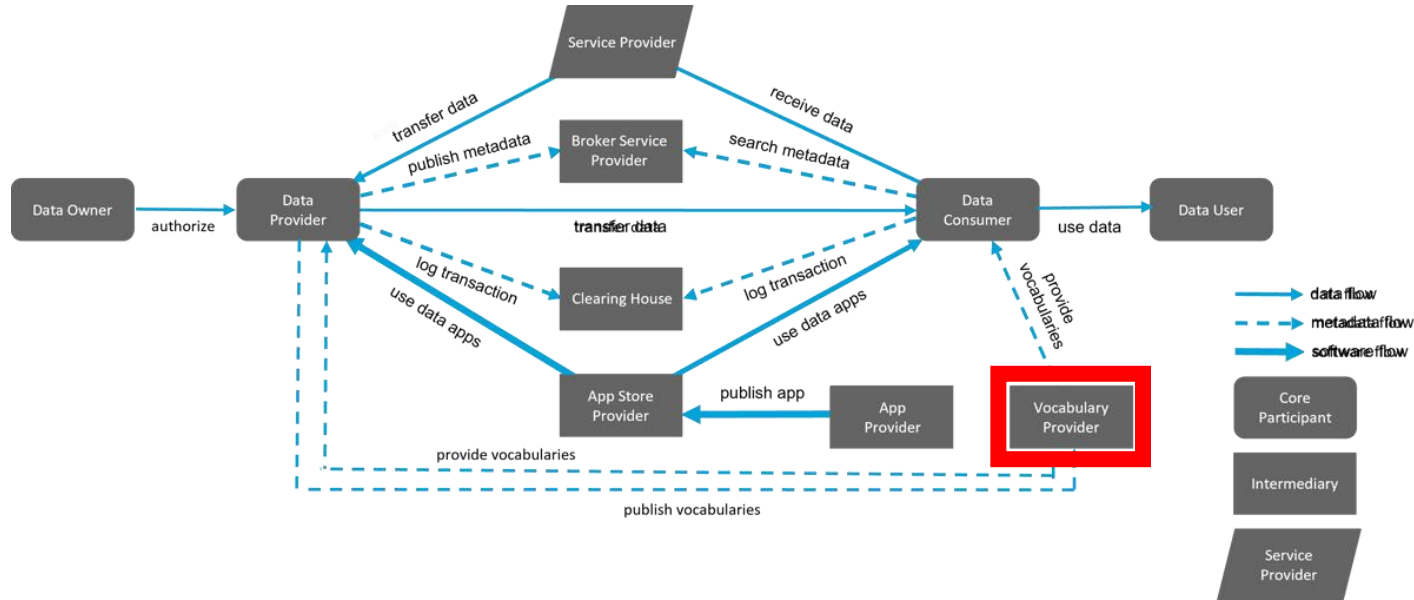 Service Provider
transfer data
receive data
publish metadata
Broker Service
Provider
search metadata
Data Owner
authorize
Data
Provider
transfer data
Data
Consumer
use data
Data User
log transaction
Clearing House
log transaction
use data apps
use data apps
provide
vocabularies
data flow
metadata flow
software flow
App Store
Provider
publish app
App
Provider
Vocabulary
Provider
Core
Participant
provide vocabularies
publish vocabularies
Intermediary
Service
Provider